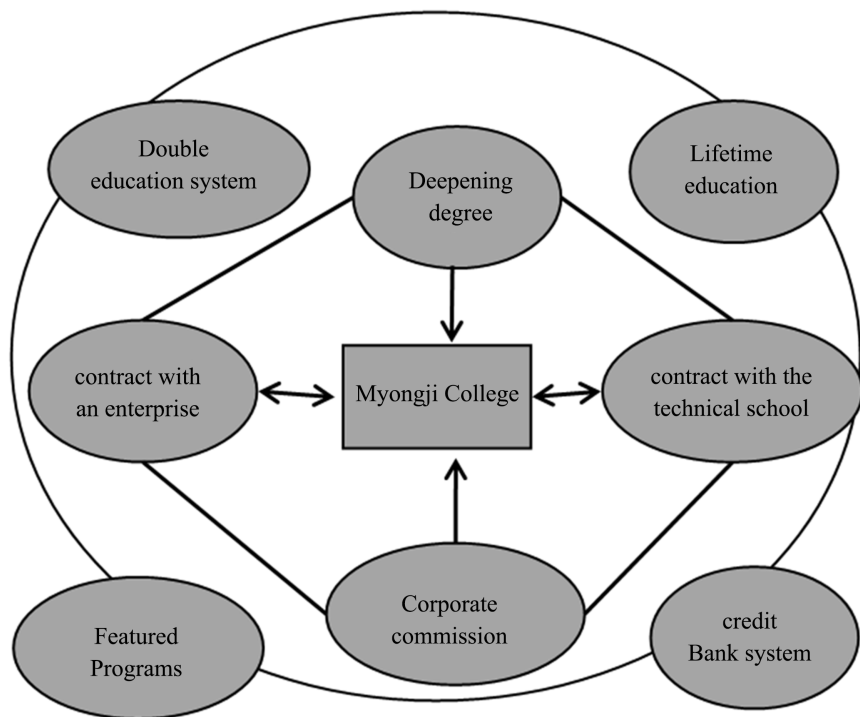 Double
education system
Deepening
degree
Lifetime
education
contract with
an enterprise
Myongji College
contract with the
technical school
Corporate
commission
Featured
Programs
credit
Bank system